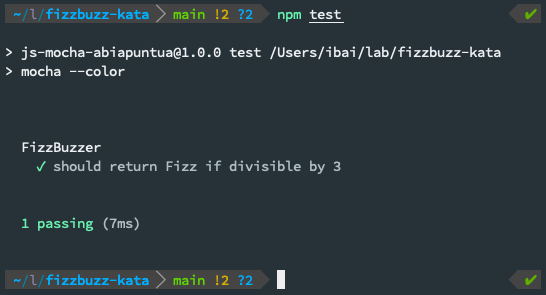 ~/l/fizzbuzz-kata main !2 ?2 npm test ✔
> js-mocha-abiapuntua@1.0.0 test /Users/ibai/lab/fizzbuzz-kata
> mocha --color
FizzBuzzer
✓ should return Fizz if divisible by 3
1 passing (7ms)
~/l/fizzbuzz-kata main !2 ?2 ✔